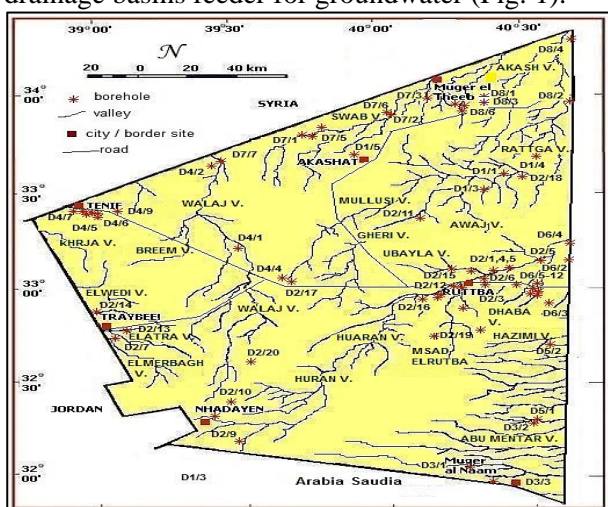 drainage basins feeder for groundwater (Fig. 1).
39°00' 39°30' 40°00' 40°30'
N
20 0 20 40 km
borehole
valley
city / border site
road
SYRIA
34°00'
33°30'
33°00'
32°30'
32°00'
D8/4
AKASH V.
Muger el Theeb
D8/1
D8/2
D8/3
D8/6
D7/3
D7/6
SWAB V.
D7/2
D7/1
D7/5
D7/7
D4/2
D1/5
AKASHAT
RATTGA V.
D1/4
D1/1
D2/18
D1/3
MULLUSI V.
D2/11
AWAJ V.
TENIF
D4/9
D4/7
D4/6
D4/5
WALAJ V.
KHRJA V.
BREEM V.
D4/1
GHERI V.
D6/4
UBAYLA V.
D2/5
D2/1,4,5
D6/2
D2/15
D4/4
D2/17
D2/12
RUTTBA
D2/6
D6/5-12
D2/3
D2/16
DHABA V.
D6/3
ELWEDI V.
D2/14
TRAYBEEI
D2/13
ELATRA V.
D2/7
ELMERBAGH V.
WALAJ V.
HUARAN V.
D2/19
MSAD ELRUTBA
HAZIMI V.
D5/2
D2/20
HURAN V.
D2/10
JORDAN
NHADAYEN
D2/9
D5/1
D3/2
ABU MENTAR V.
D3/1
Muger al Naam
D3/3
D1/3
Arabia Saudia